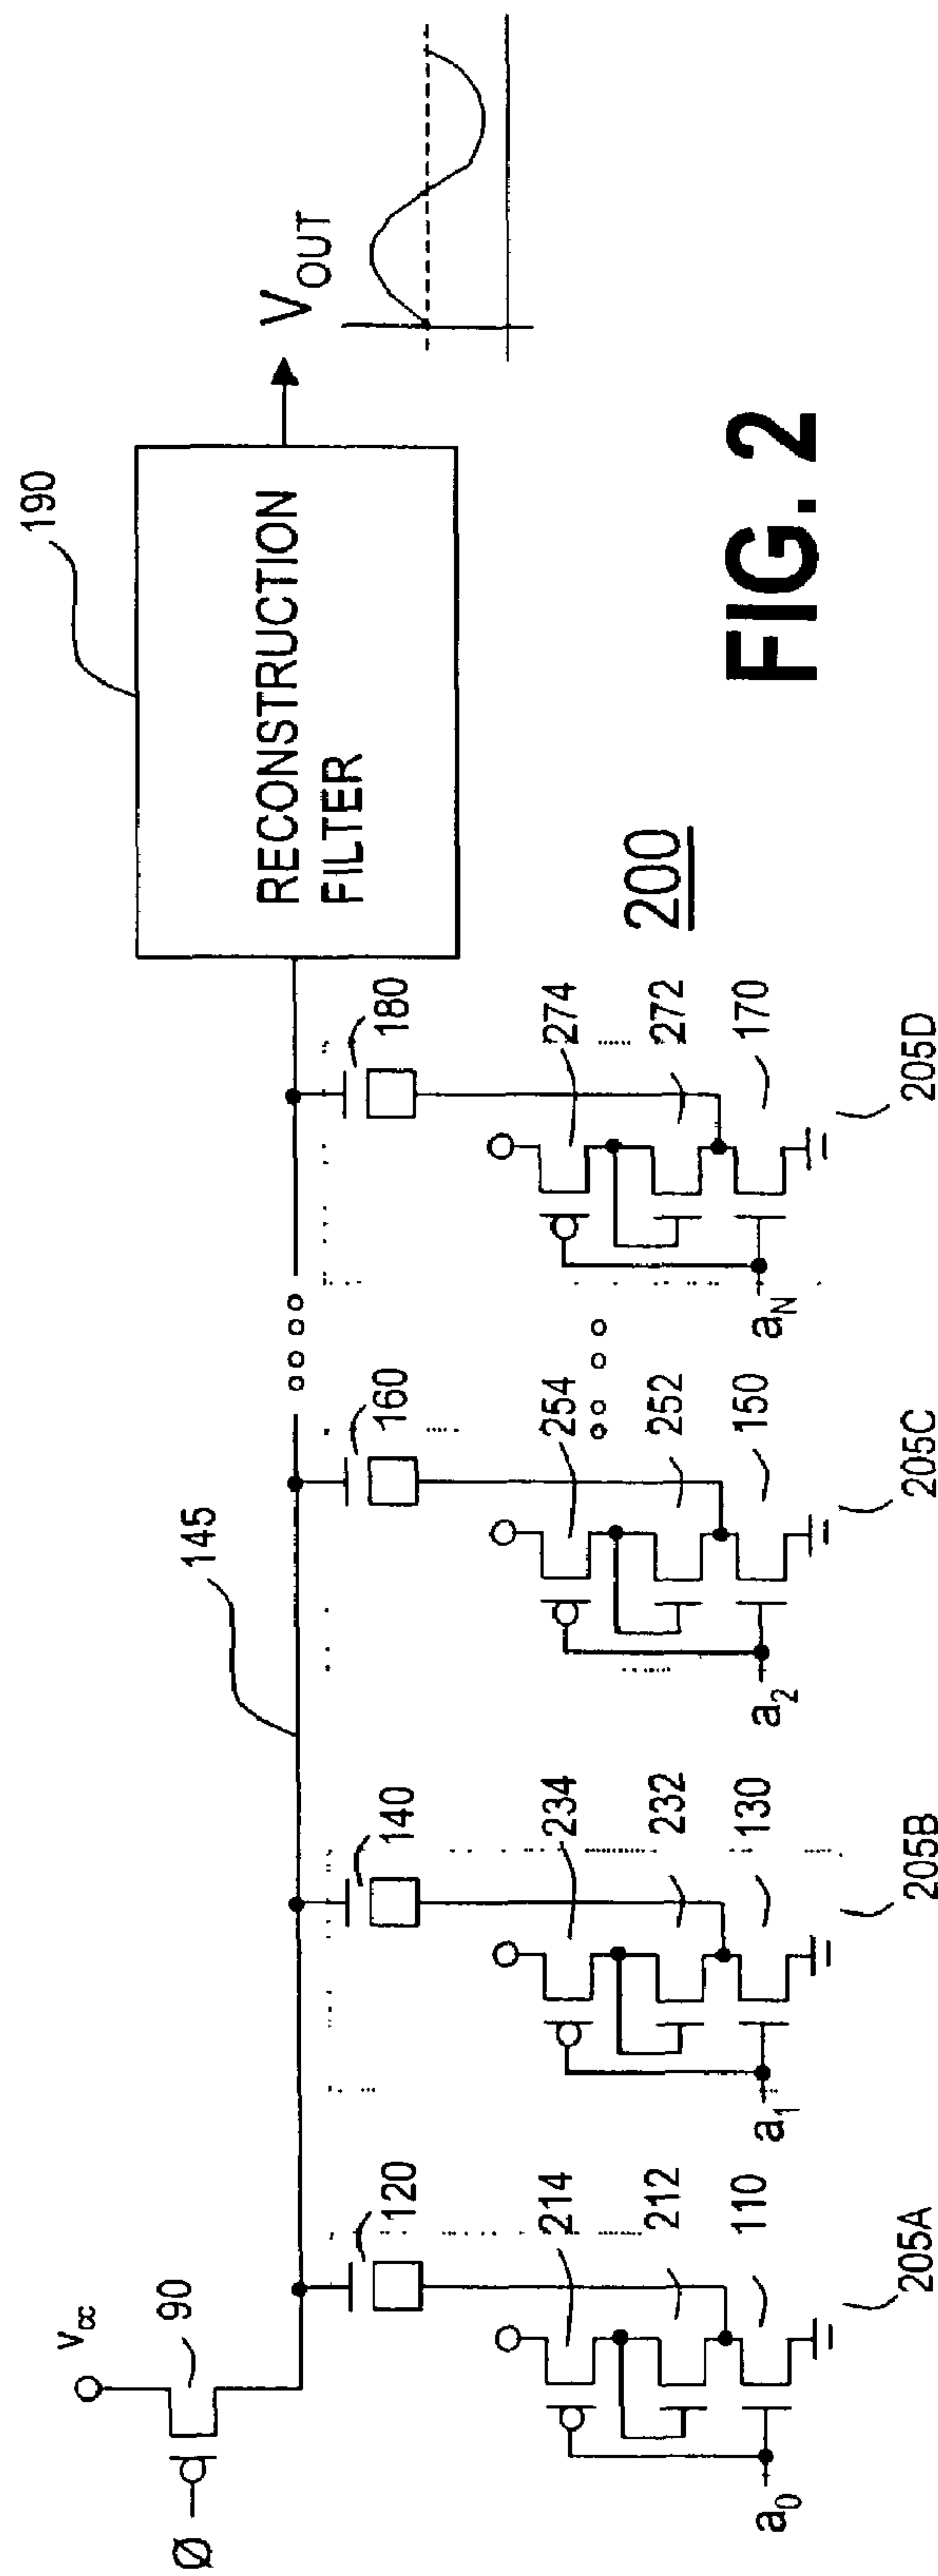 Vcc
90
Ø
145
190
RECONSTRUCTION
FILTER
VOUT
120
140
160
180
214
234
254
274
212
232
252
272
110
130
150
170
a0
a1
a2
aN
205A
205B
205C
205D
200
FIG. 2